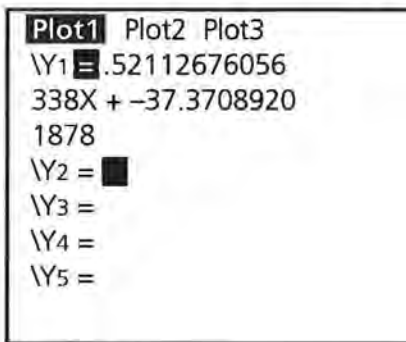 Plot1 Plot2 Plot3
\Y1=.52112676056
338X + –37.3708920
1878
\Y2 =
\Y3 =
\Y4 =
\Y5 =